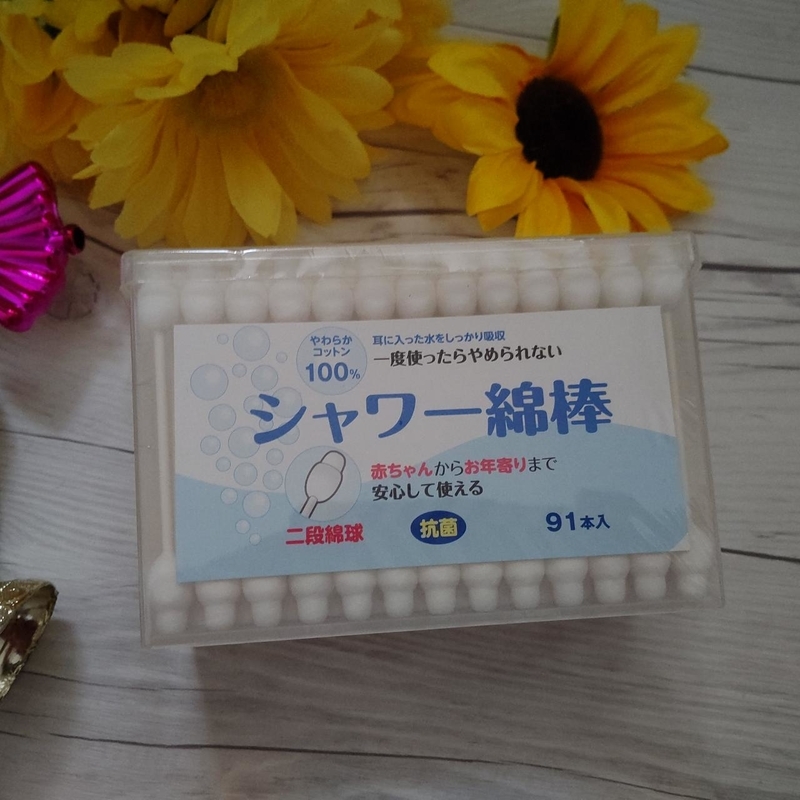 やわらか
コットン
100%
耳に入った水をしっかり吸収
一度使ったらやめられない
シャワー綿棒
赤ちゃんからお年寄りまで
安心して使える
二段綿球
抗菌
91本入